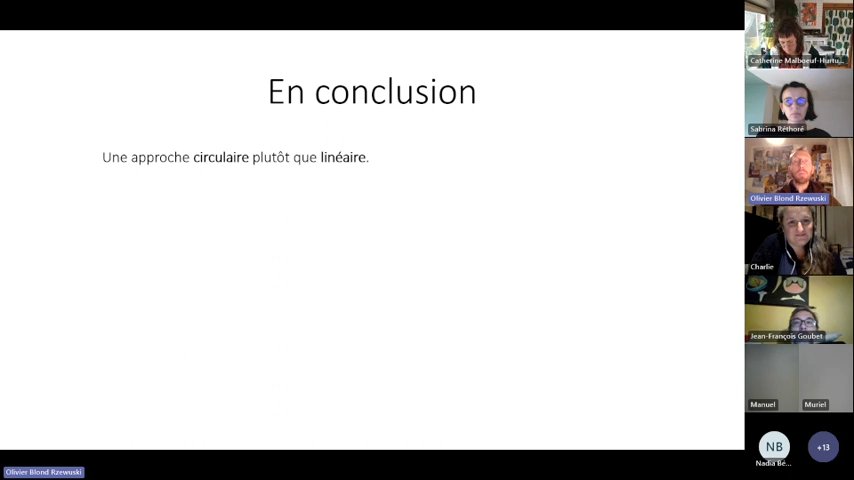 En conclusion
Une approche circulaire plutôt que linéaire.
Catherine Malboeuf-Hurtu...
Sabrina Réthoré
Olivier Blond Rzewuski
Charlie
Jean-François Goubet
Manuel
Muriel
NB
+13
Nadia Bé...
Olivier Blond Rzewuski